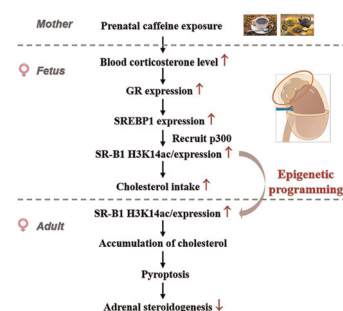 Mother
Prenatal caffeine exposure
♀ Fetus
Blood corticosterone level ↑
GR expression ↑
SREBP1 expression ↑
Recruit p300
SR-B1 H3K14ac/expression ↑
Cholesterol intake ↑
Epigenetic
programming
♀ Adult
SR-B1 H3K14ac/expression ↑
Accumulation of cholesterol
Pyroptosis
Adrenal steroidogenesis ↓